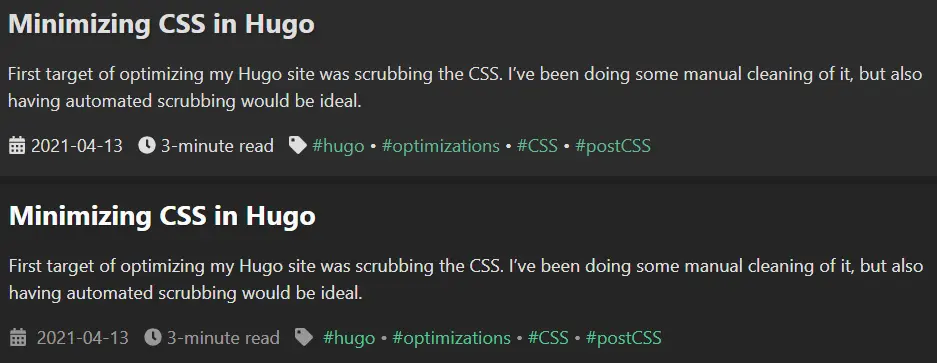 Minimizing CSS in Hugo
First target of optimizing my Hugo site was scrubbing the CSS. I’ve been doing some manual cleaning of it, but also
having automated scrubbing would be ideal.
2021-04-13 3-minute read #hugo • #optimizations • #CSS • #postCSS
Minimizing CSS in Hugo
First target of optimizing my Hugo site was scrubbing the CSS. I’ve been doing some manual cleaning of it, but also
having automated scrubbing would be ideal.
2021-04-13 3-minute read #hugo • #optimizations • #CSS • #postCSS